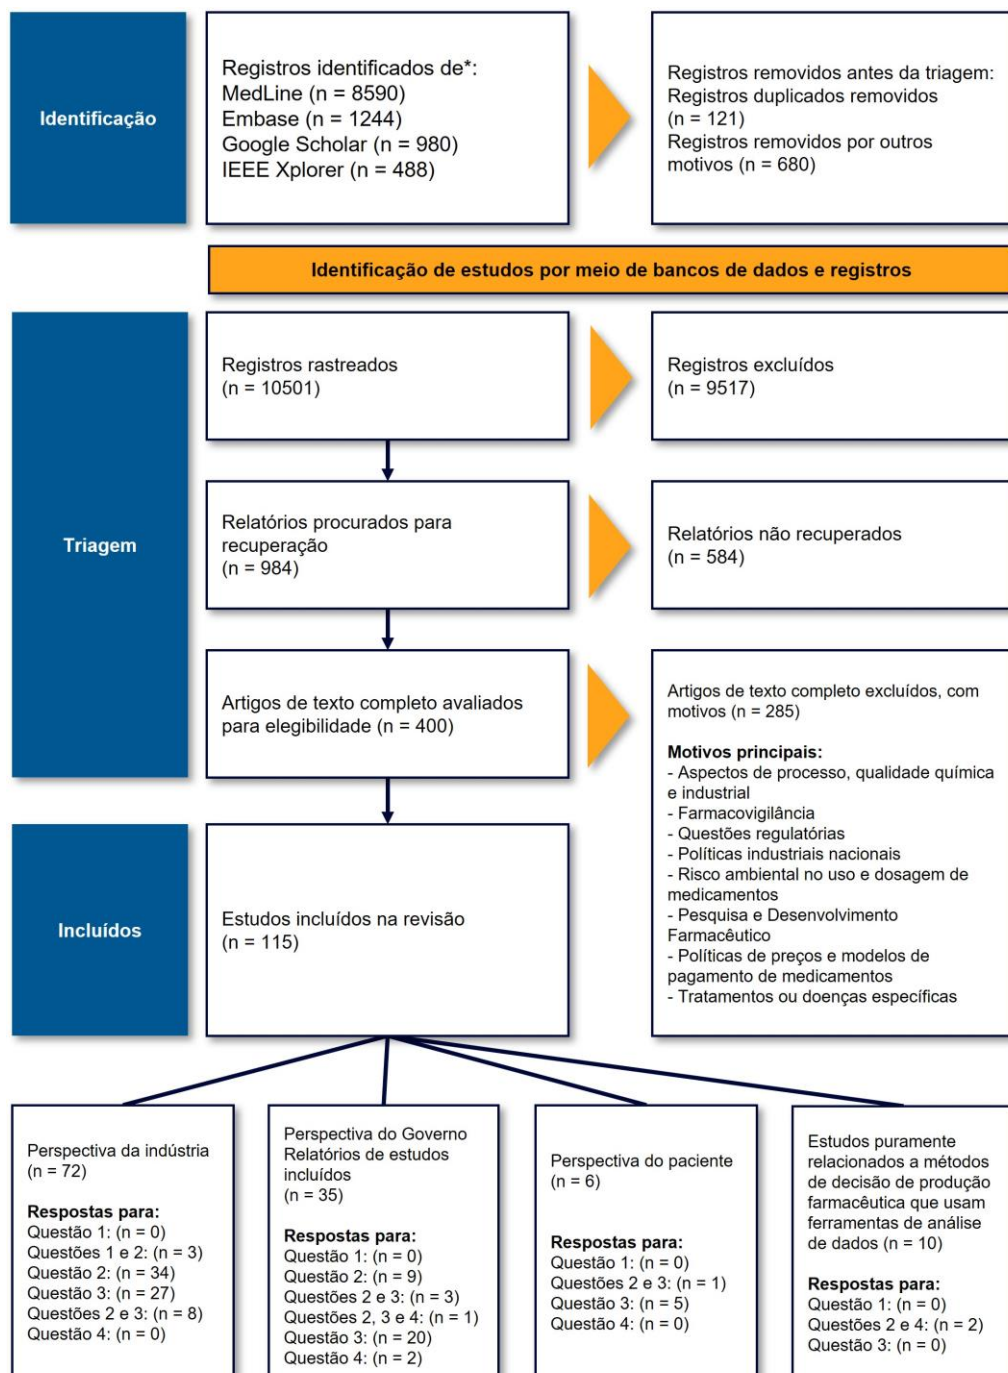 Identificação
Registros identificados de*:
MedLine (n = 8590)
Embase (n = 1244)
Google Scholar (n = 980)
IEEE Xplorer (n = 488)
Registros removidos antes da triagem:
Registros duplicados removidos
(n = 121)
Registros removidos por outros
motivos (n = 680)
Identificação de estudos por meio de bancos de dados e registros
Triagem
Registros rastreados
(n = 10501)
Registros excluídos
(n = 9517)
Relatórios procurados para
recuperação
(n = 984)
Relatórios não recuperados
(n = 584)
Artigos de texto completo avaliados
para elegibilidade (n = 400)
Artigos de texto completo excluídos, com
motivos (n = 285)
Motivos principais:
- Aspectos de processo, qualidade química
e industrial
- Farmacovigilância
- Questões regulatórias
- Políticas industriais nacionais
- Risco ambiental no uso e dosagem de
medicamentos
- Pesquisa e Desenvolvimento
Farmacêutico
- Políticas de preços e modelos de
pagamento de medicamentos
- Tratamentos ou doenças específicas
Incluídos
Estudos incluídos na revisão
(n = 115)
Perspectiva da indústria
(n = 72)
Respostas para:
Questão 1: (n = 0)
Questões 1 e 2: (n = 3)
Questão 2: (n = 34)
Questão 3: (n = 27)
Questões 2 e 3: (n = 8)
Questão 4: (n = 0)
Perspectiva do Governo
Relatórios de estudos
incluídos
(n = 35)
Respostas para:
Questão 1: (n = 0)
Questão 2: (n = 9)
Questões 2 e 3: (n = 3)
Questões 2, 3 e 4: (n = 1)
Questão 3: (n = 20)
Questão 4: (n = 2)
Perspectiva do paciente
(n = 6)
Respostas para:
Questão 1: (n = 0)
Questões 2 e 3: (n = 1)
Questão 3: (n = 5)
Questão 4: (n = 0)
Estudos puramente
relacionados a métodos
de decisão de produção
farmacêutica que usam
ferramentas de análise
de dados (n = 10)
Respostas para:
Questão 1: (n = 0)
Questões 2 e 4: (n = 2)
Questão 3: (n = 0)